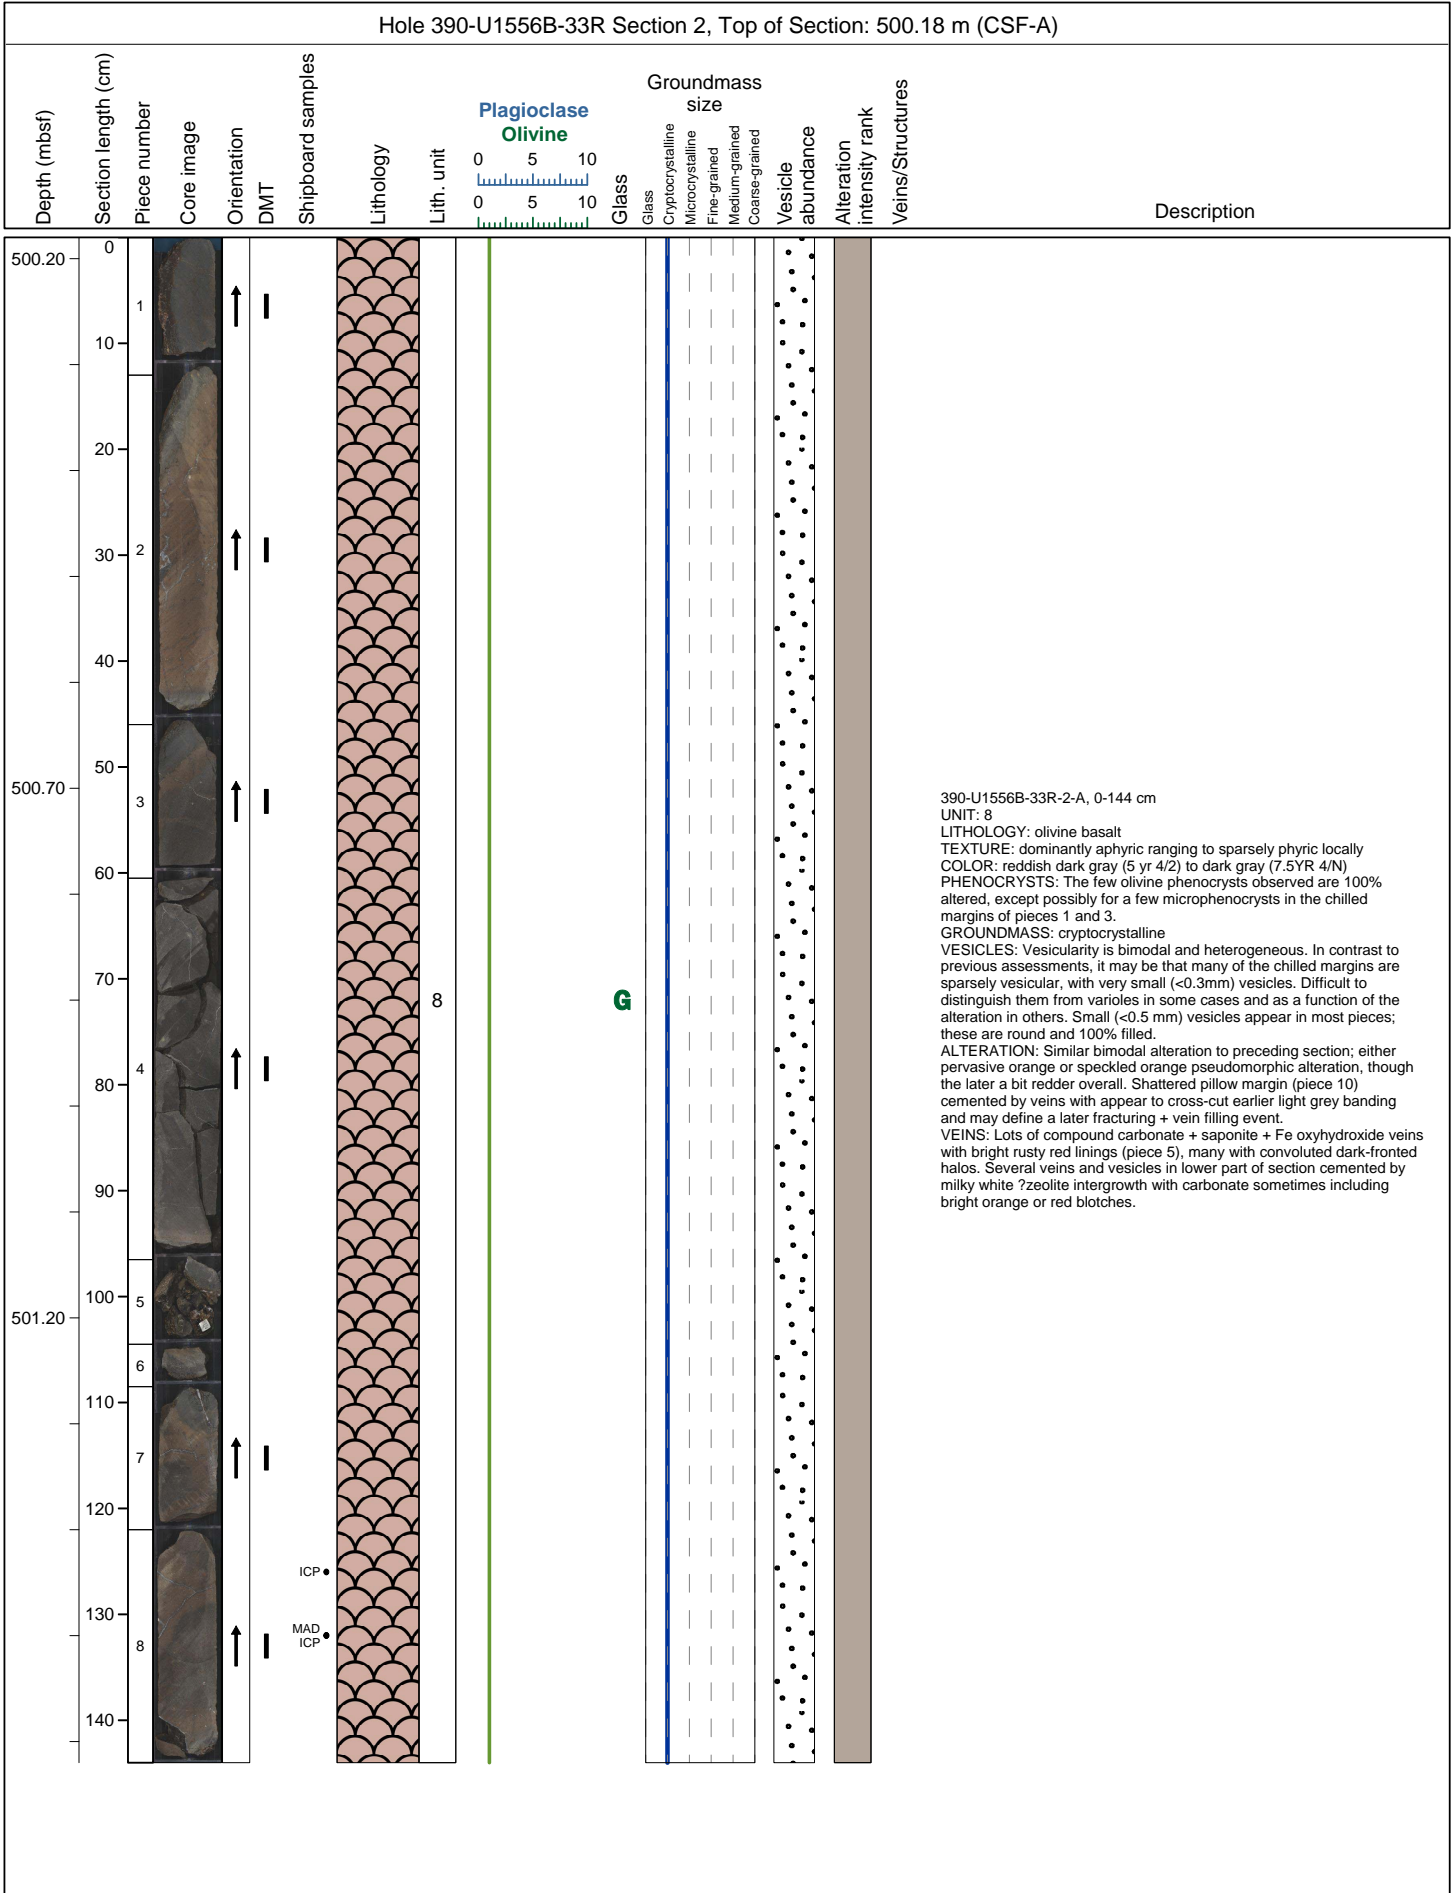 Hole 390-U1556B-33R Section 2, Top of Section: 500.18 m (CSF-A)
Depth (mbsf)
Section length (cm)
Piece number
Core image
Orientation
DMT
Shipboard samples
Lithology
Lith. unit
Plagioclase
Olivine
0 5 10
0 5 10
Glass
Groundmass
size
Glass
Cryptocrystalline
Microcrystalline
Fine-grained
Medium-grained
Coarse-grained
Vesicle
abundance
Alteration
intensity rank
Veins/Structures
Description
500.20
500.70
501.20
0
10
20
30
40
50
60
70
80
90
100
110
120
130
140
1
2
3
4
5
6
7
8
ICP
MAD
ICP
8
G
390-U1556B-33R-2-A, 0-144 cm
UNIT: 8
LITHOLOGY: olivine basalt
TEXTURE: dominantly aphyric ranging to sparsely phyric locally
COLOR: reddish dark gray (5 yr 4/2) to dark gray (7.5YR 4/N)
PHENOCRYSTS: The few olivine phenocrysts observed are 100%
altered, except possibly for a few microphenocrysts in the chilled
margins of pieces 1 and 3.
GROUNDMASS: cryptocrystalline
VESICLES: Vesicularity is bimodal and heterogeneous. In contrast to
previous assessments, it may be that many of the chilled margins are
sparsely vesicular, with very small (<0.3mm) vesicles. Difficult to
distinguish them from varioles in some cases and as a function of the
alteration in others. Small (<0.5 mm) vesicles appear in most pieces;
these are round and 100% filled.
ALTERATION: Similar bimodal alteration to preceding section; either
pervasive orange or speckled orange pseudomorphic alteration, though
the later a bit redder overall. Shattered pillow margin (piece 10)
cemented by veins with appear to cross-cut earlier light grey banding
and may define a later fracturing + vein filling event.
VEINS: Lots of compound carbonate + saponite + Fe oxyhydroxide veins
with bright rusty red linings (piece 5), many with convoluted dark-fronted
halos. Several veins and vesicles in lower part of section cemented by
milky white ?zeolite intergrowth with carbonate sometimes including
bright orange or red blotches.